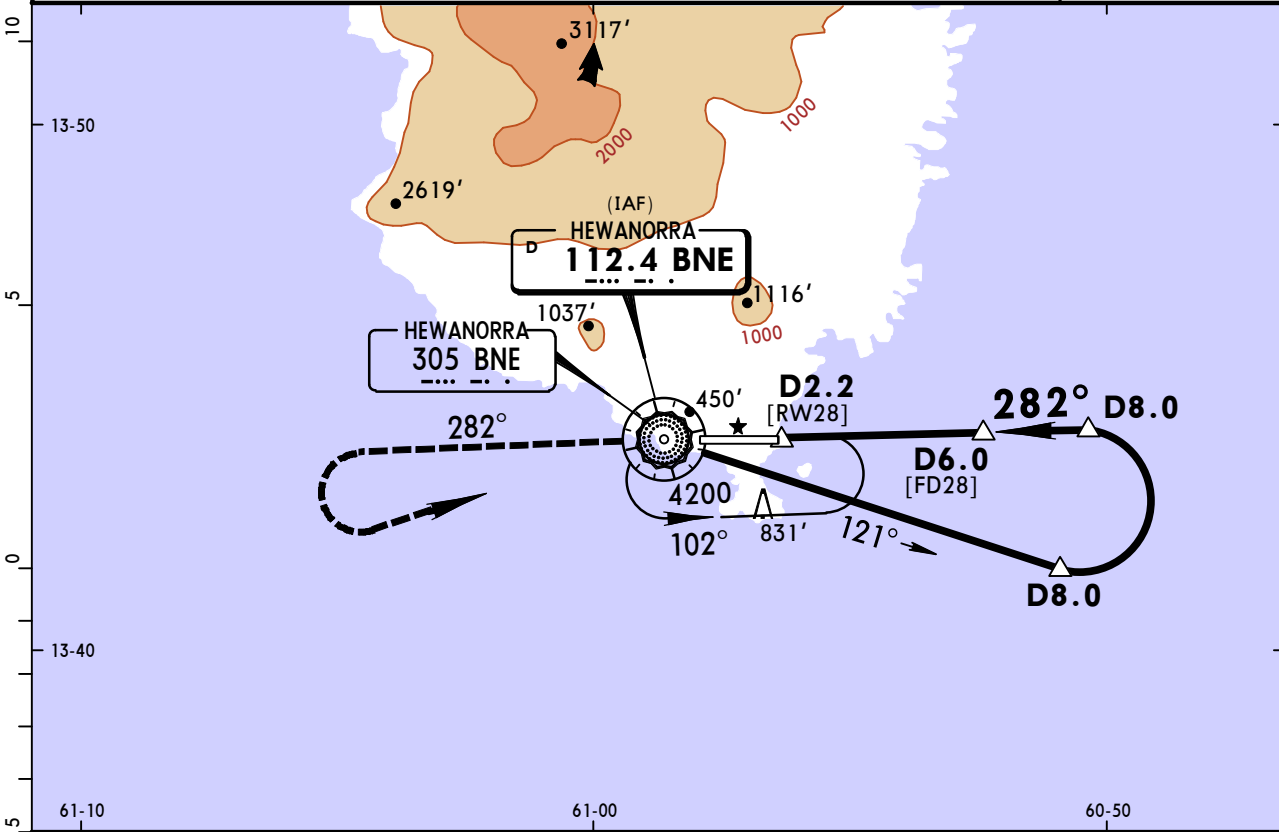 10
3117'
13-50
1000
2000
2619'
(IAF)
HEWANORRA
D
112.4 BNE
1116'
5
1037'
1000
HEWANORRA
305 BNE
D2.2
450'
[RW28]
282°
D8.0
282°
D6.0
[FD28]
4200
831'
121°
102°
0
D8.0
13-40
61-10
61-00
60-50
5